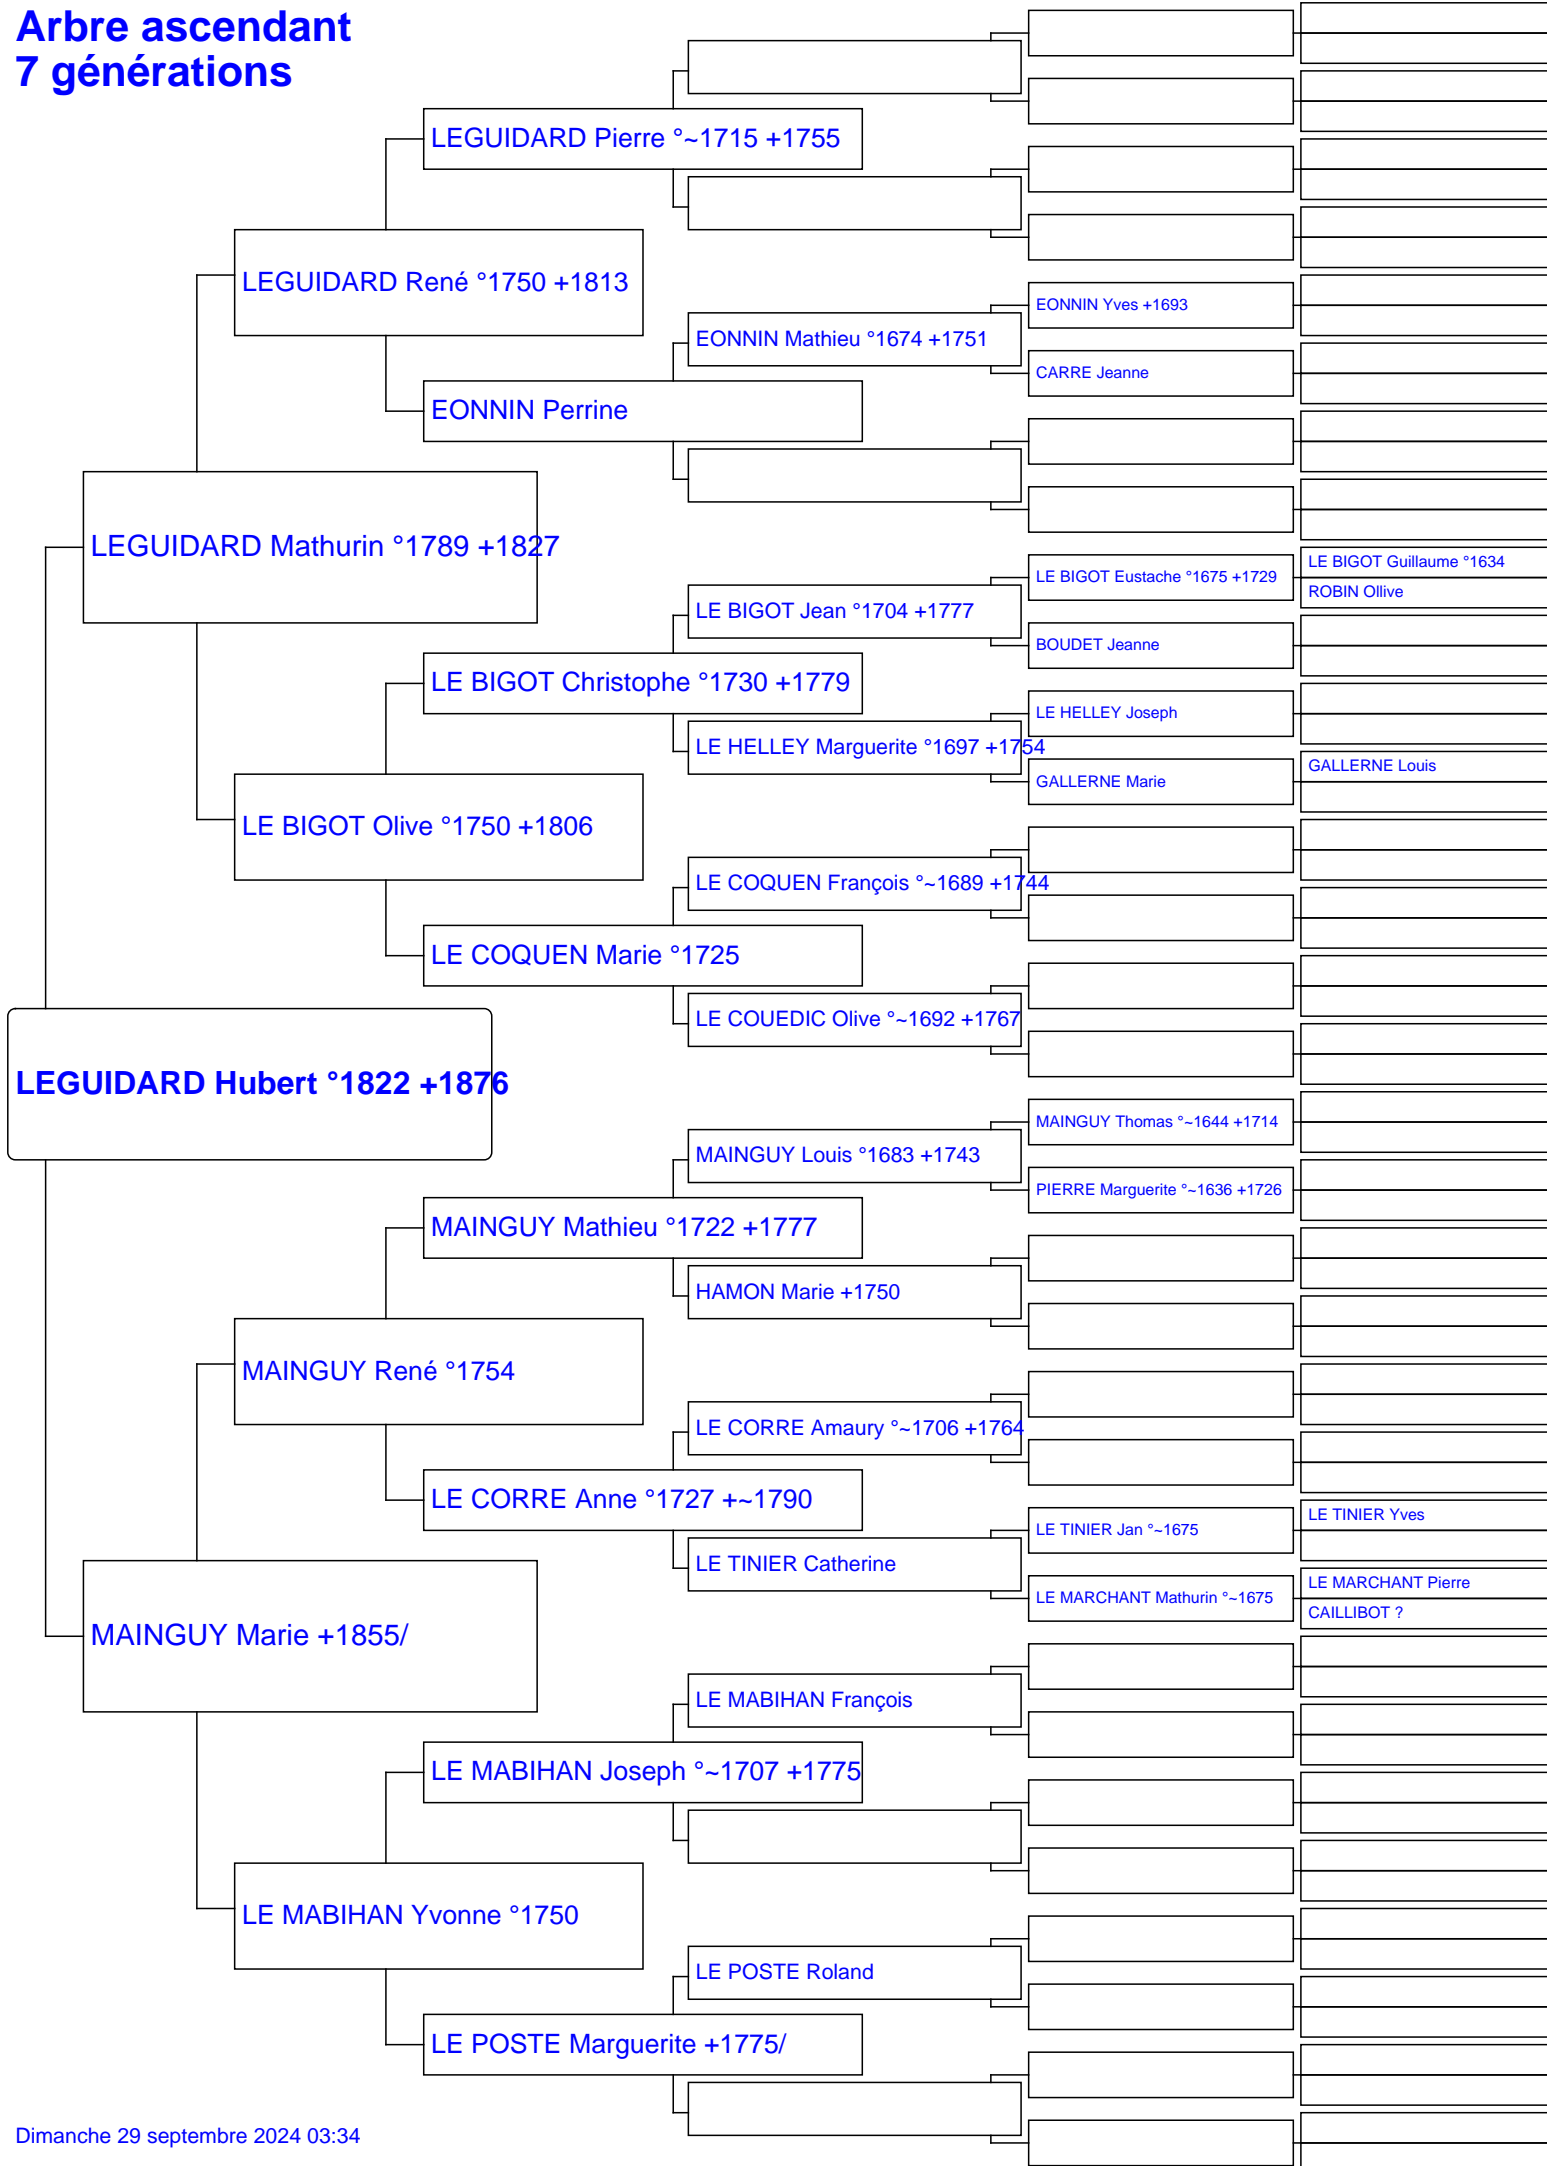 Arbre ascendant
7 générations
LEGUIDARD Pierre °~1715 +1755
LEGUIDARD René °1750 +1813
EONNIN Yves +1693
EONNIN Mathieu °1674 +1751
CARRE Jeanne
EONNIN Perrine
LEGUIDARD Mathurin °1789 +1827
LE BIGOT Guillaume °1634
LE BIGOT Eustache °1675 +1729
ROBIN Ollive
LE BIGOT Jean °1704 +1777
BOUDET Jeanne
LE BIGOT Christophe °1730 +1779
LE HELLEY Joseph
LE HELLEY Marguerite °1697 +1754
GALLERNE Louis
GALLERNE Marie
LE BIGOT Olive °1750 +1806
LE COQUEN François °~1689 +1744
LE COQUEN Marie °1725
LE COUEDIC Olive °~1692 +1767
LEGUIDARD Hubert °1822 +1876
MAINGUY Thomas °~1644 +1714
MAINGUY Louis °1683 +1743
PIERRE Marguerite °~1636 +1726
MAINGUY Mathieu °1722 +1777
HAMON Marie +1750
MAINGUY René °1754
LE CORRE Amaury °~1706 +1764
LE CORRE Anne °1727 +~1790
LE TINIER Yves
LE TINIER Jan °~1675
LE TINIER Catherine
LE MARCHANT Pierre
LE MARCHANT Mathurin °~1675
CAILLIBOT ?
MAINGUY Marie +1855/
LE MABIHAN François
LE MABIHAN Joseph °~1707 +1775
LE MABIHAN Yvonne °1750
LE POSTE Roland
LE POSTE Marguerite +1775/
Dimanche 29 septembre 2024 03:34